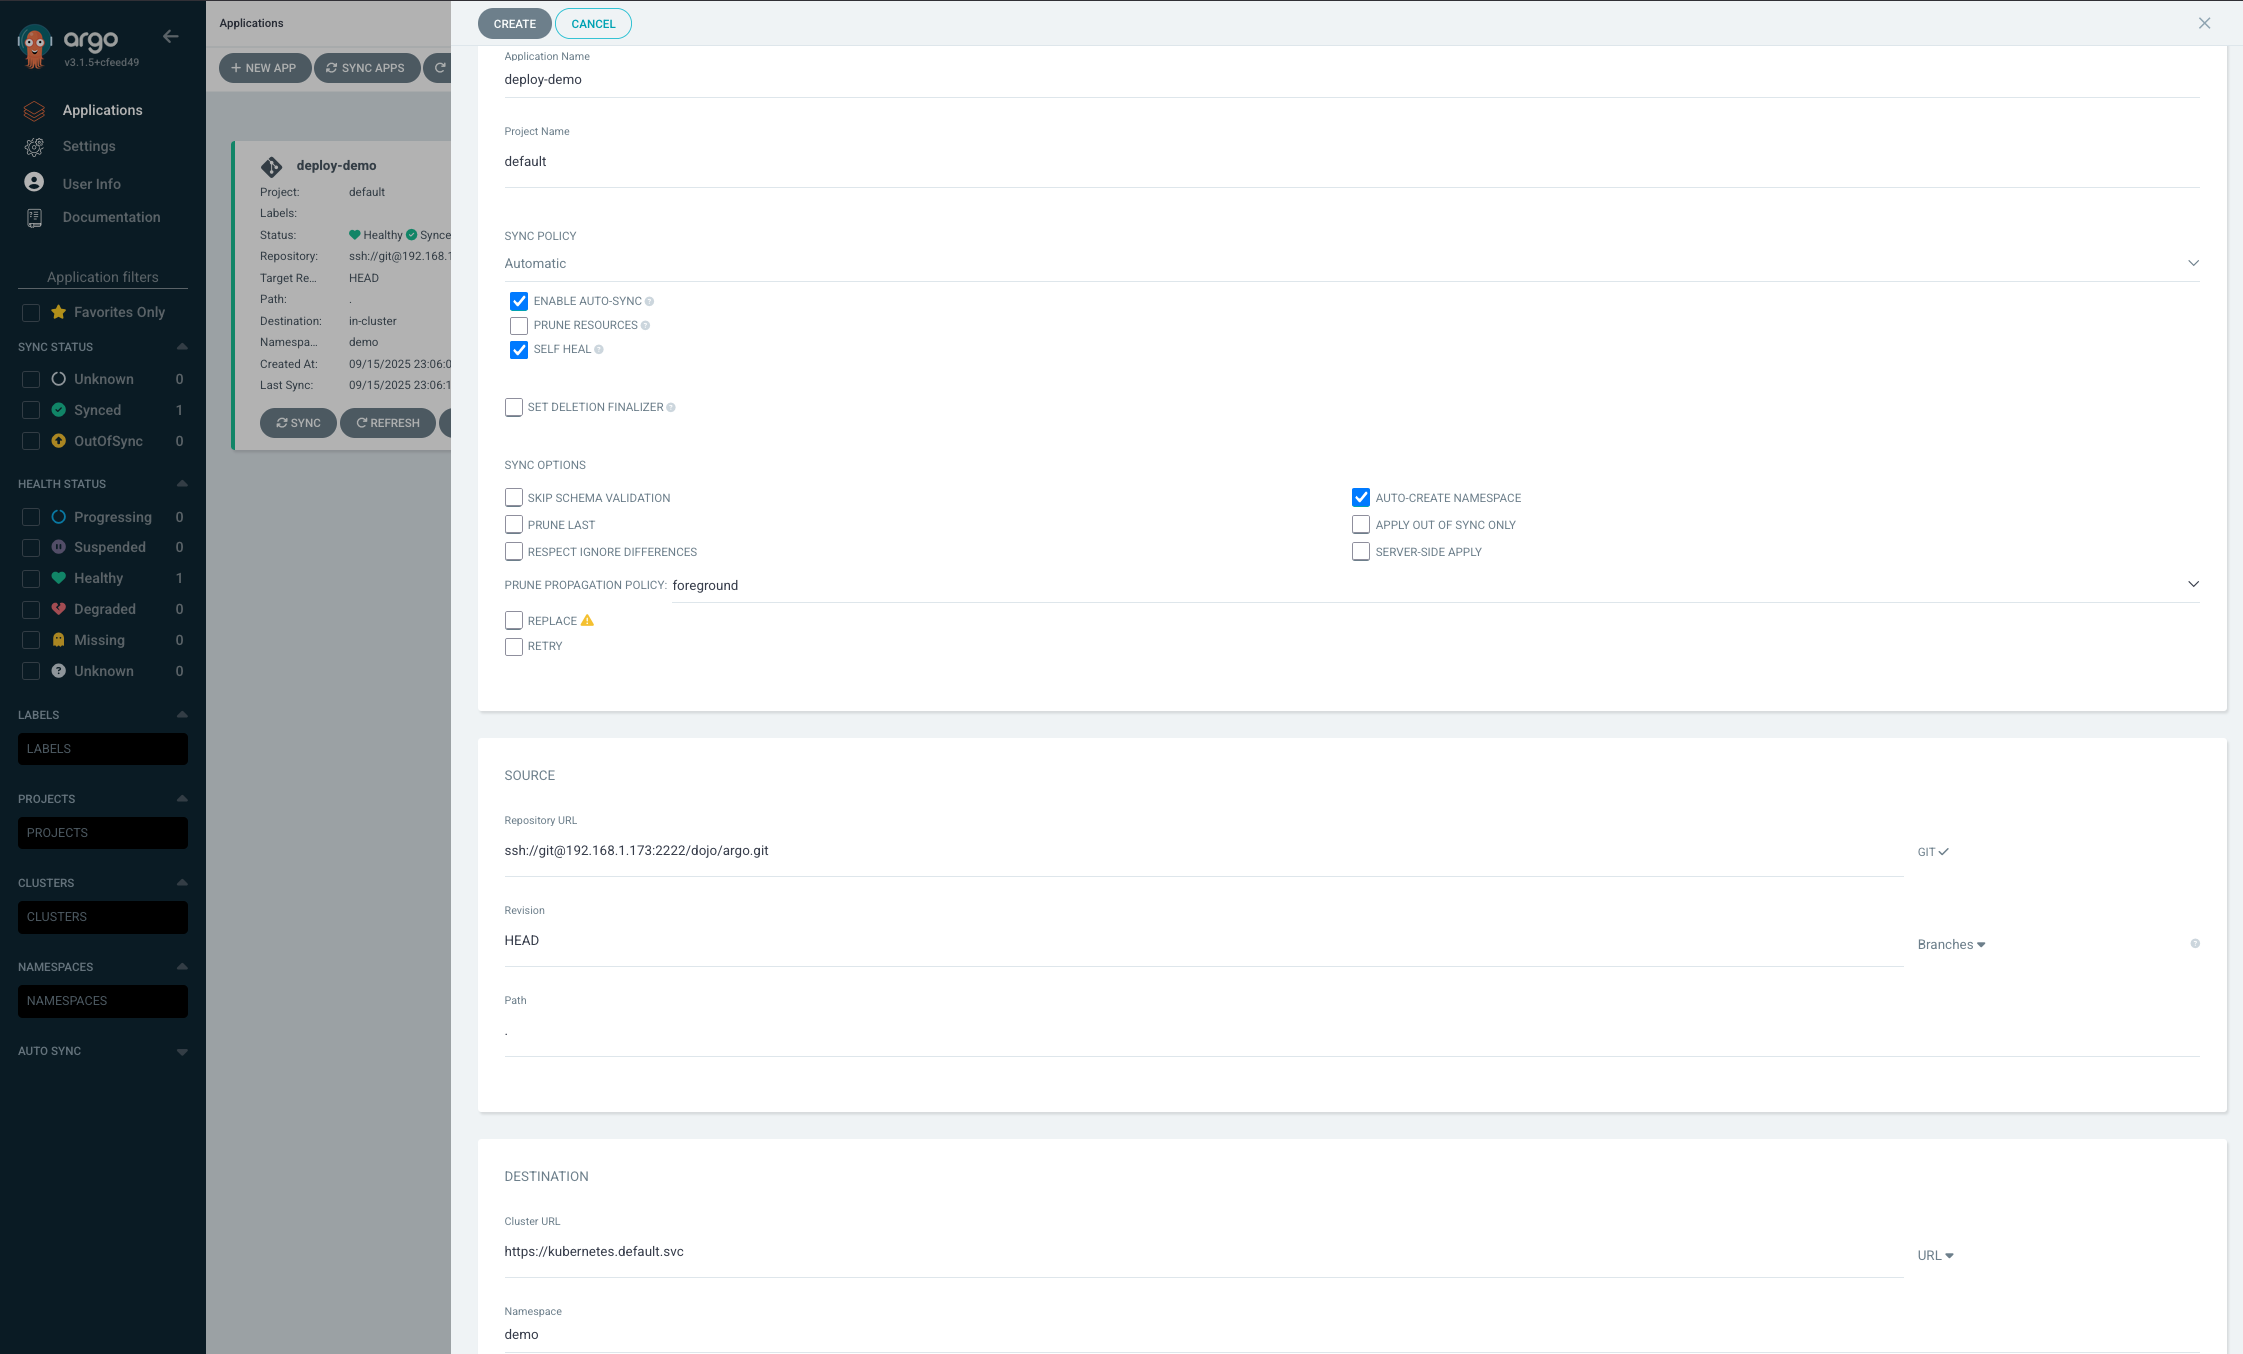 argo
v3.1.5+cfeed49
Applications
Settings
User Info
Documentation
Application filters
Favorites Only
SYNC STATUS
Unknown 0
Synced 1
OutOfSync 0
HEALTH STATUS
Progressing 0
Suspended 0
Healthy 1
Degraded 0
Missing 0
Unknown 0
LABELS
LABELS
PROJECTS
PROJECTS
CLUSTERS
CLUSTERS
NAMESPACES
NAMESPACES
AUTO SYNC
Applications
+ NEW APP SYNC APPS
deploy-demo
Project: default
Labels:
Status: Healthy Synce
Repository: ssh://git@192.168.1
Target Re... HEAD
Path: .
Destination: in-cluster
Namespa... demo
Created At: 09/15/2025 23:06:0
Last Sync: 09/15/2025 23:06:1
SYNC REFRESH
CREATE CANCEL
Application Name
deploy-demo
Project Name
default
SYNC POLICY
Automatic
ENABLE AUTO-SYNC
PRUNE RESOURCES
SELF HEAL
SET DELETION FINALIZER
SYNC OPTIONS
SKIP SCHEMA VALIDATION AUTO-CREATE NAMESPACE
PRUNE LAST APPLY OUT OF SYNC ONLY
RESPECT IGNORE DIFFERENCES SERVER-SIDE APPLY
PRUNE PROPAGATION POLICY: foreground
REPLACE
RETRY
SOURCE
Repository URL
ssh://git@192.168.1.173:2222/dojo/argo.git GIT
Revision
HEAD Branches
Path
.
DESTINATION
Cluster URL
https://kubernetes.default.svc URL
Namespace
demo